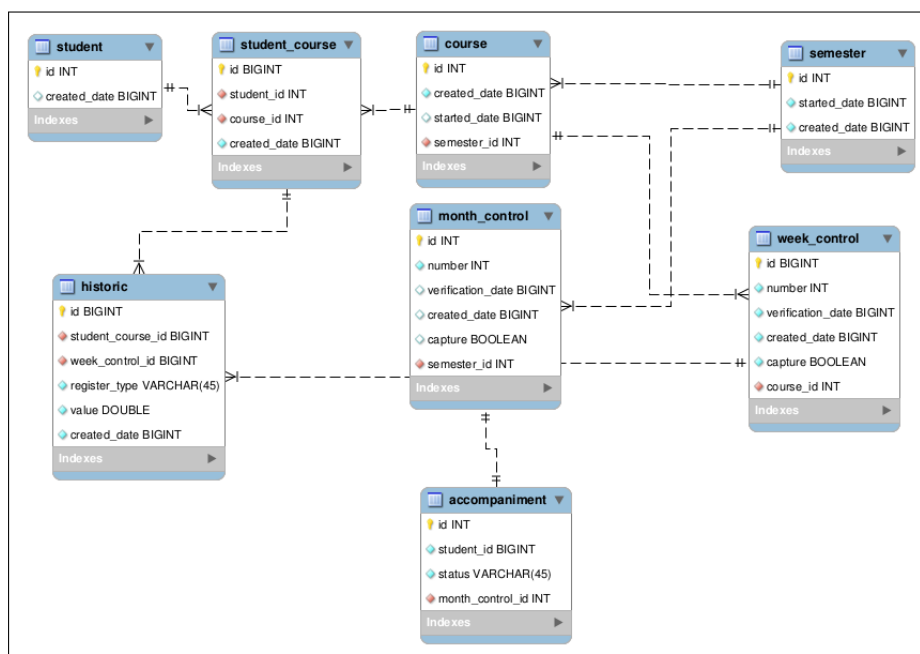 student
id INT
created_date BIGINT
Indexes
student_course
id BIGINT
student_id INT
course_id INT
created_date BIGINT
Indexes
course
id INT
created_date BIGINT
started_date BIGINT
semester_id INT
Indexes
semester
id INT
started_date BIGINT
created_date BIGINT
Indexes
month_control
id INT
number INT
verification_date BIGINT
created_date BIGINT
capture BOOLEAN
semester_id INT
Indexes
week_control
id BIGINT
number INT
verification_date BIGINT
created_date BIGINT
capture BOOLEAN
course_id INT
Indexes
historic
id BIGINT
student_course_id BIGINT
week_control_id BIGINT
register_type VARCHAR(45)
value DOUBLE
created_date BIGINT
Indexes
accompaniment
id INT
student_id BIGINT
status VARCHAR(45)
month_control_id INT
Indexes